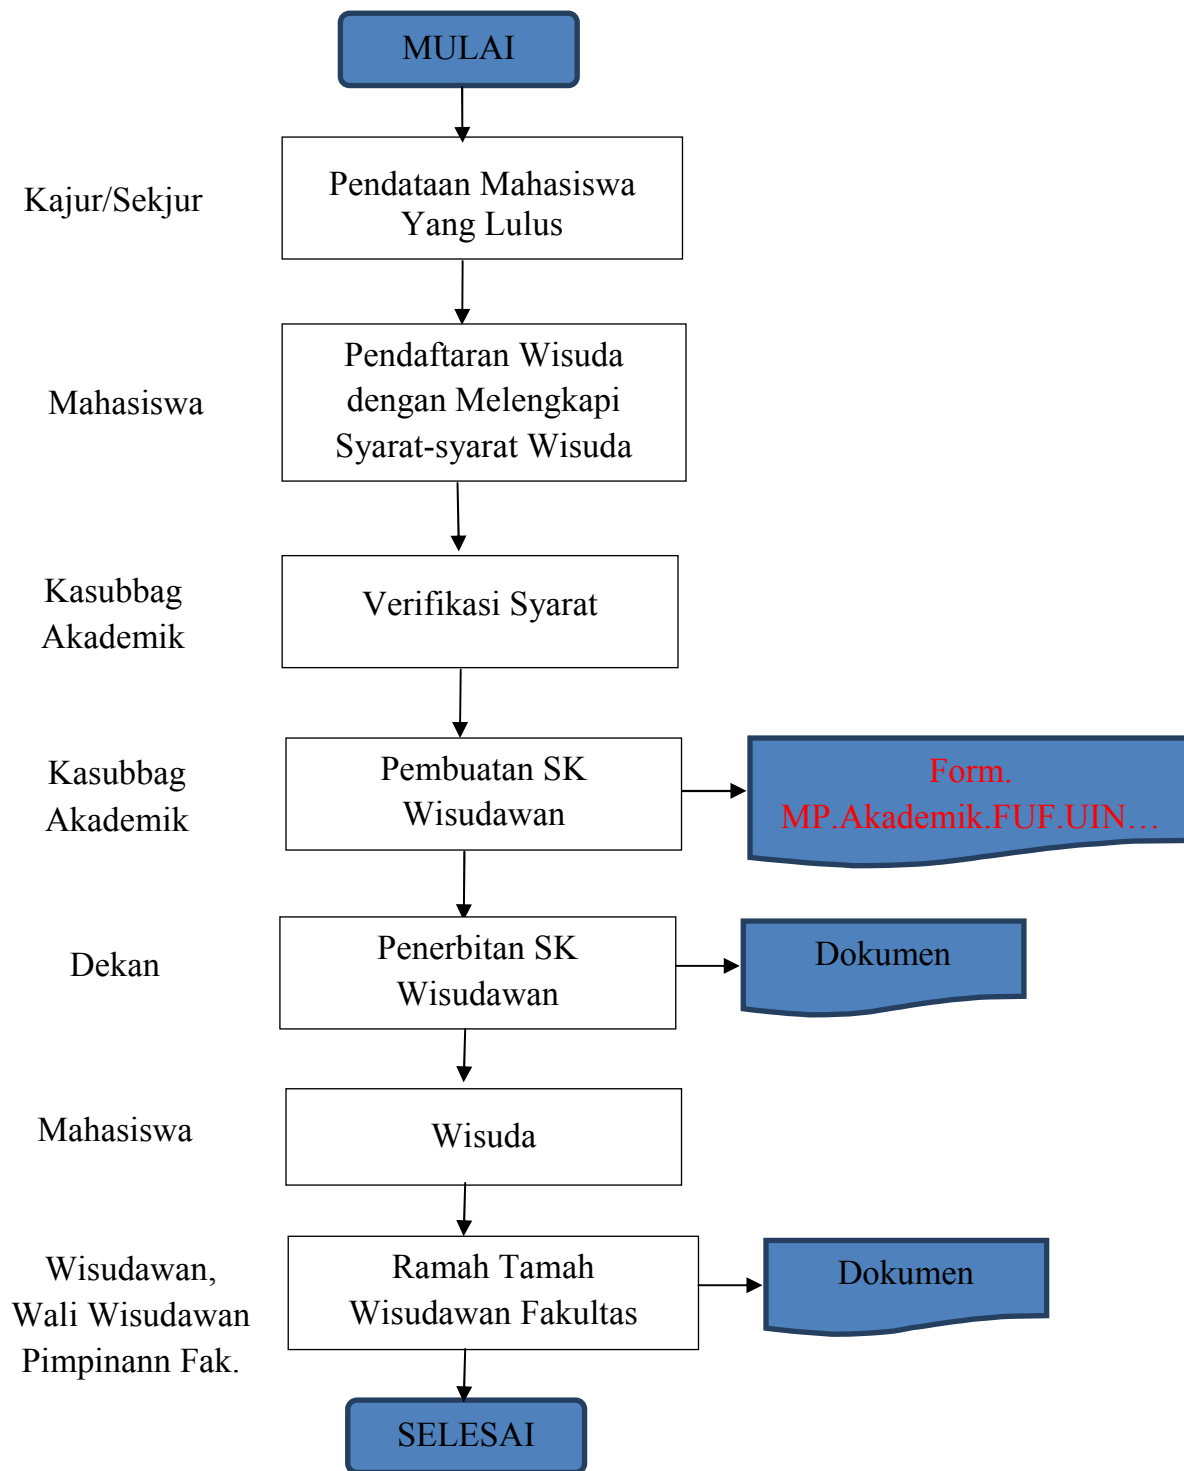 MULAI
Kajur/Sekjur
Pendataan Mahasiswa
Yang Lulus
Mahasiswa
Pendaftaran Wisuda
dengan Melengkapi
Syarat-syarat Wisuda
Kasubbag
Akademik
Verifikasi Syarat
Kasubbag
Akademik
Pembuatan SK
Wisudawan
Form.
MP.Akademik.FUF.UIN…
Dekan
Penerbitan SK
Wisudawan
Dokumen
Mahasiswa
Wisuda
Wisudawan,
Wali Wisudawan
Pimpinann Fak.
Ramah Tamah
Wisudawan Fakultas
Dokumen
SELESAI